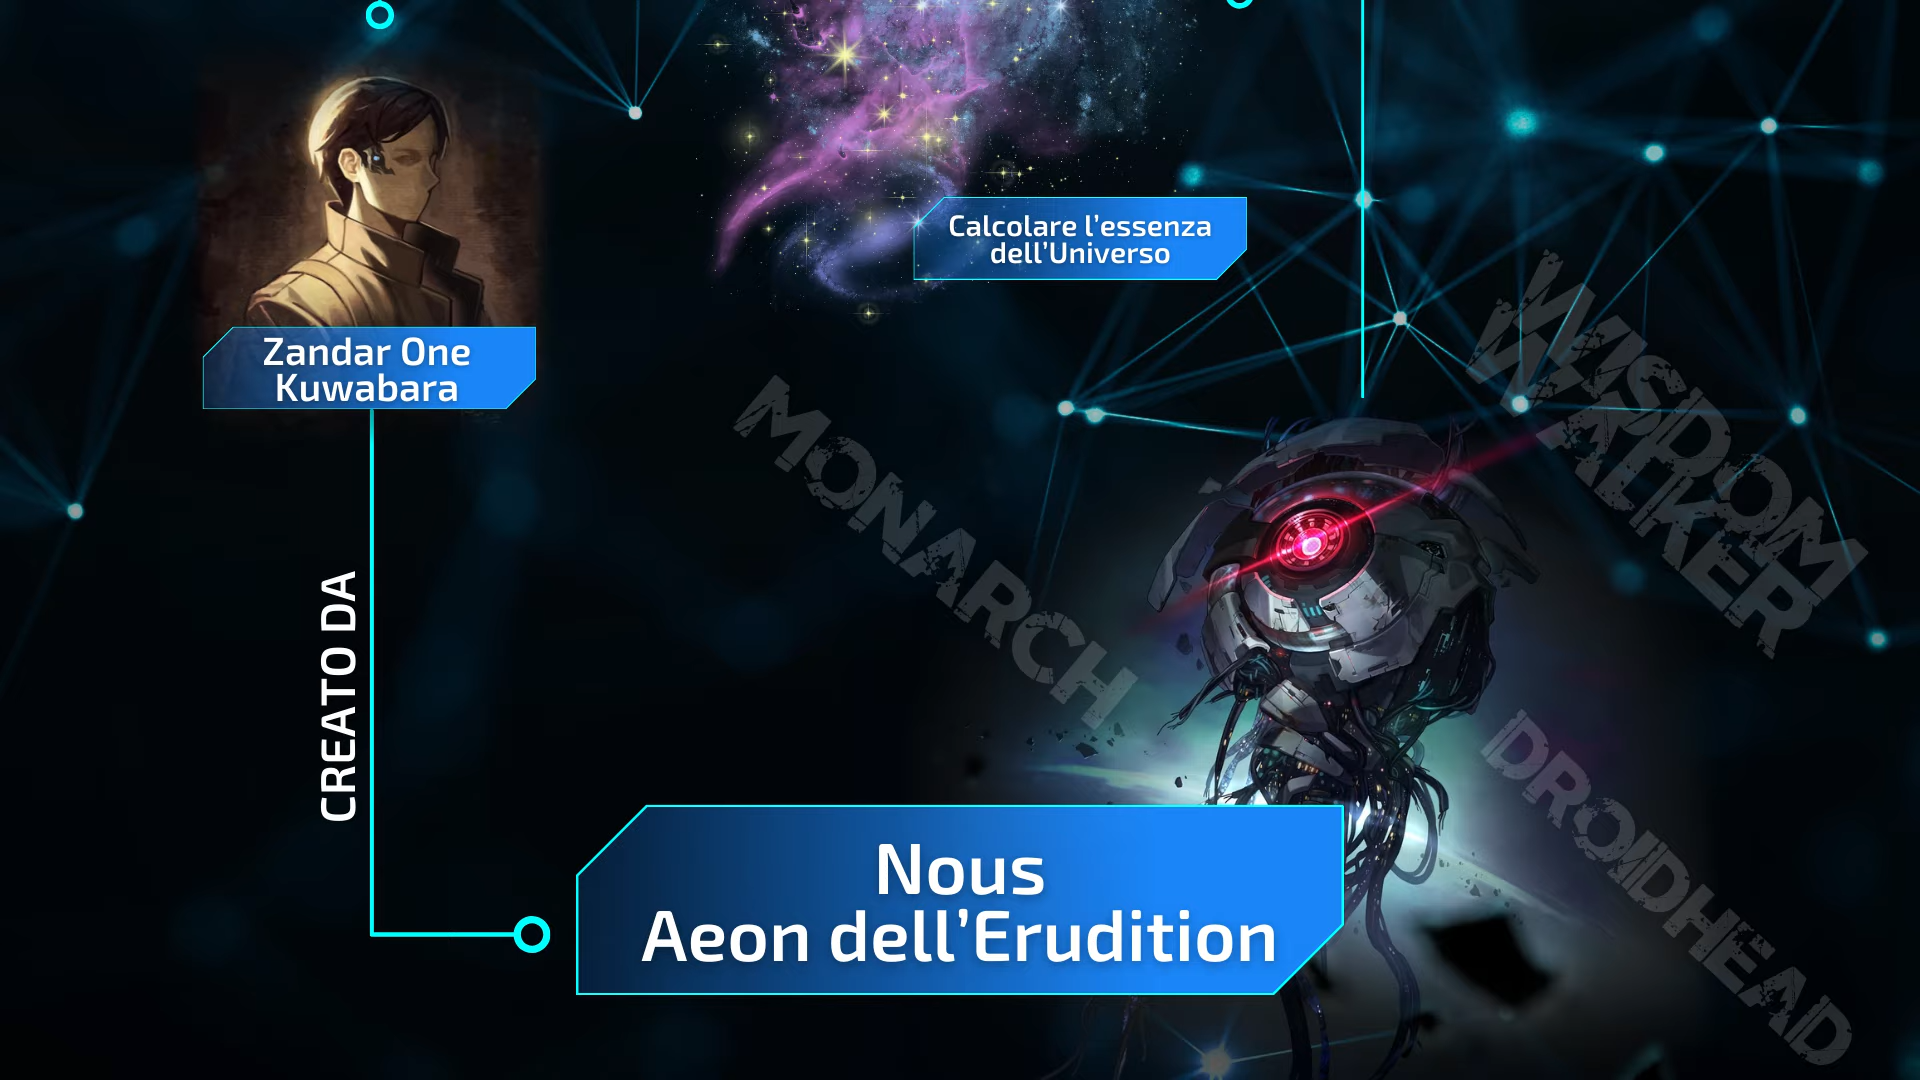 Calcolare l'essenza
dell'Universo
Zandar One
Kuwabara
WISDOM
WALKER
MONARCH
CREATO DA
DROIDHEAD
Nous
Aeon dell'Erudition